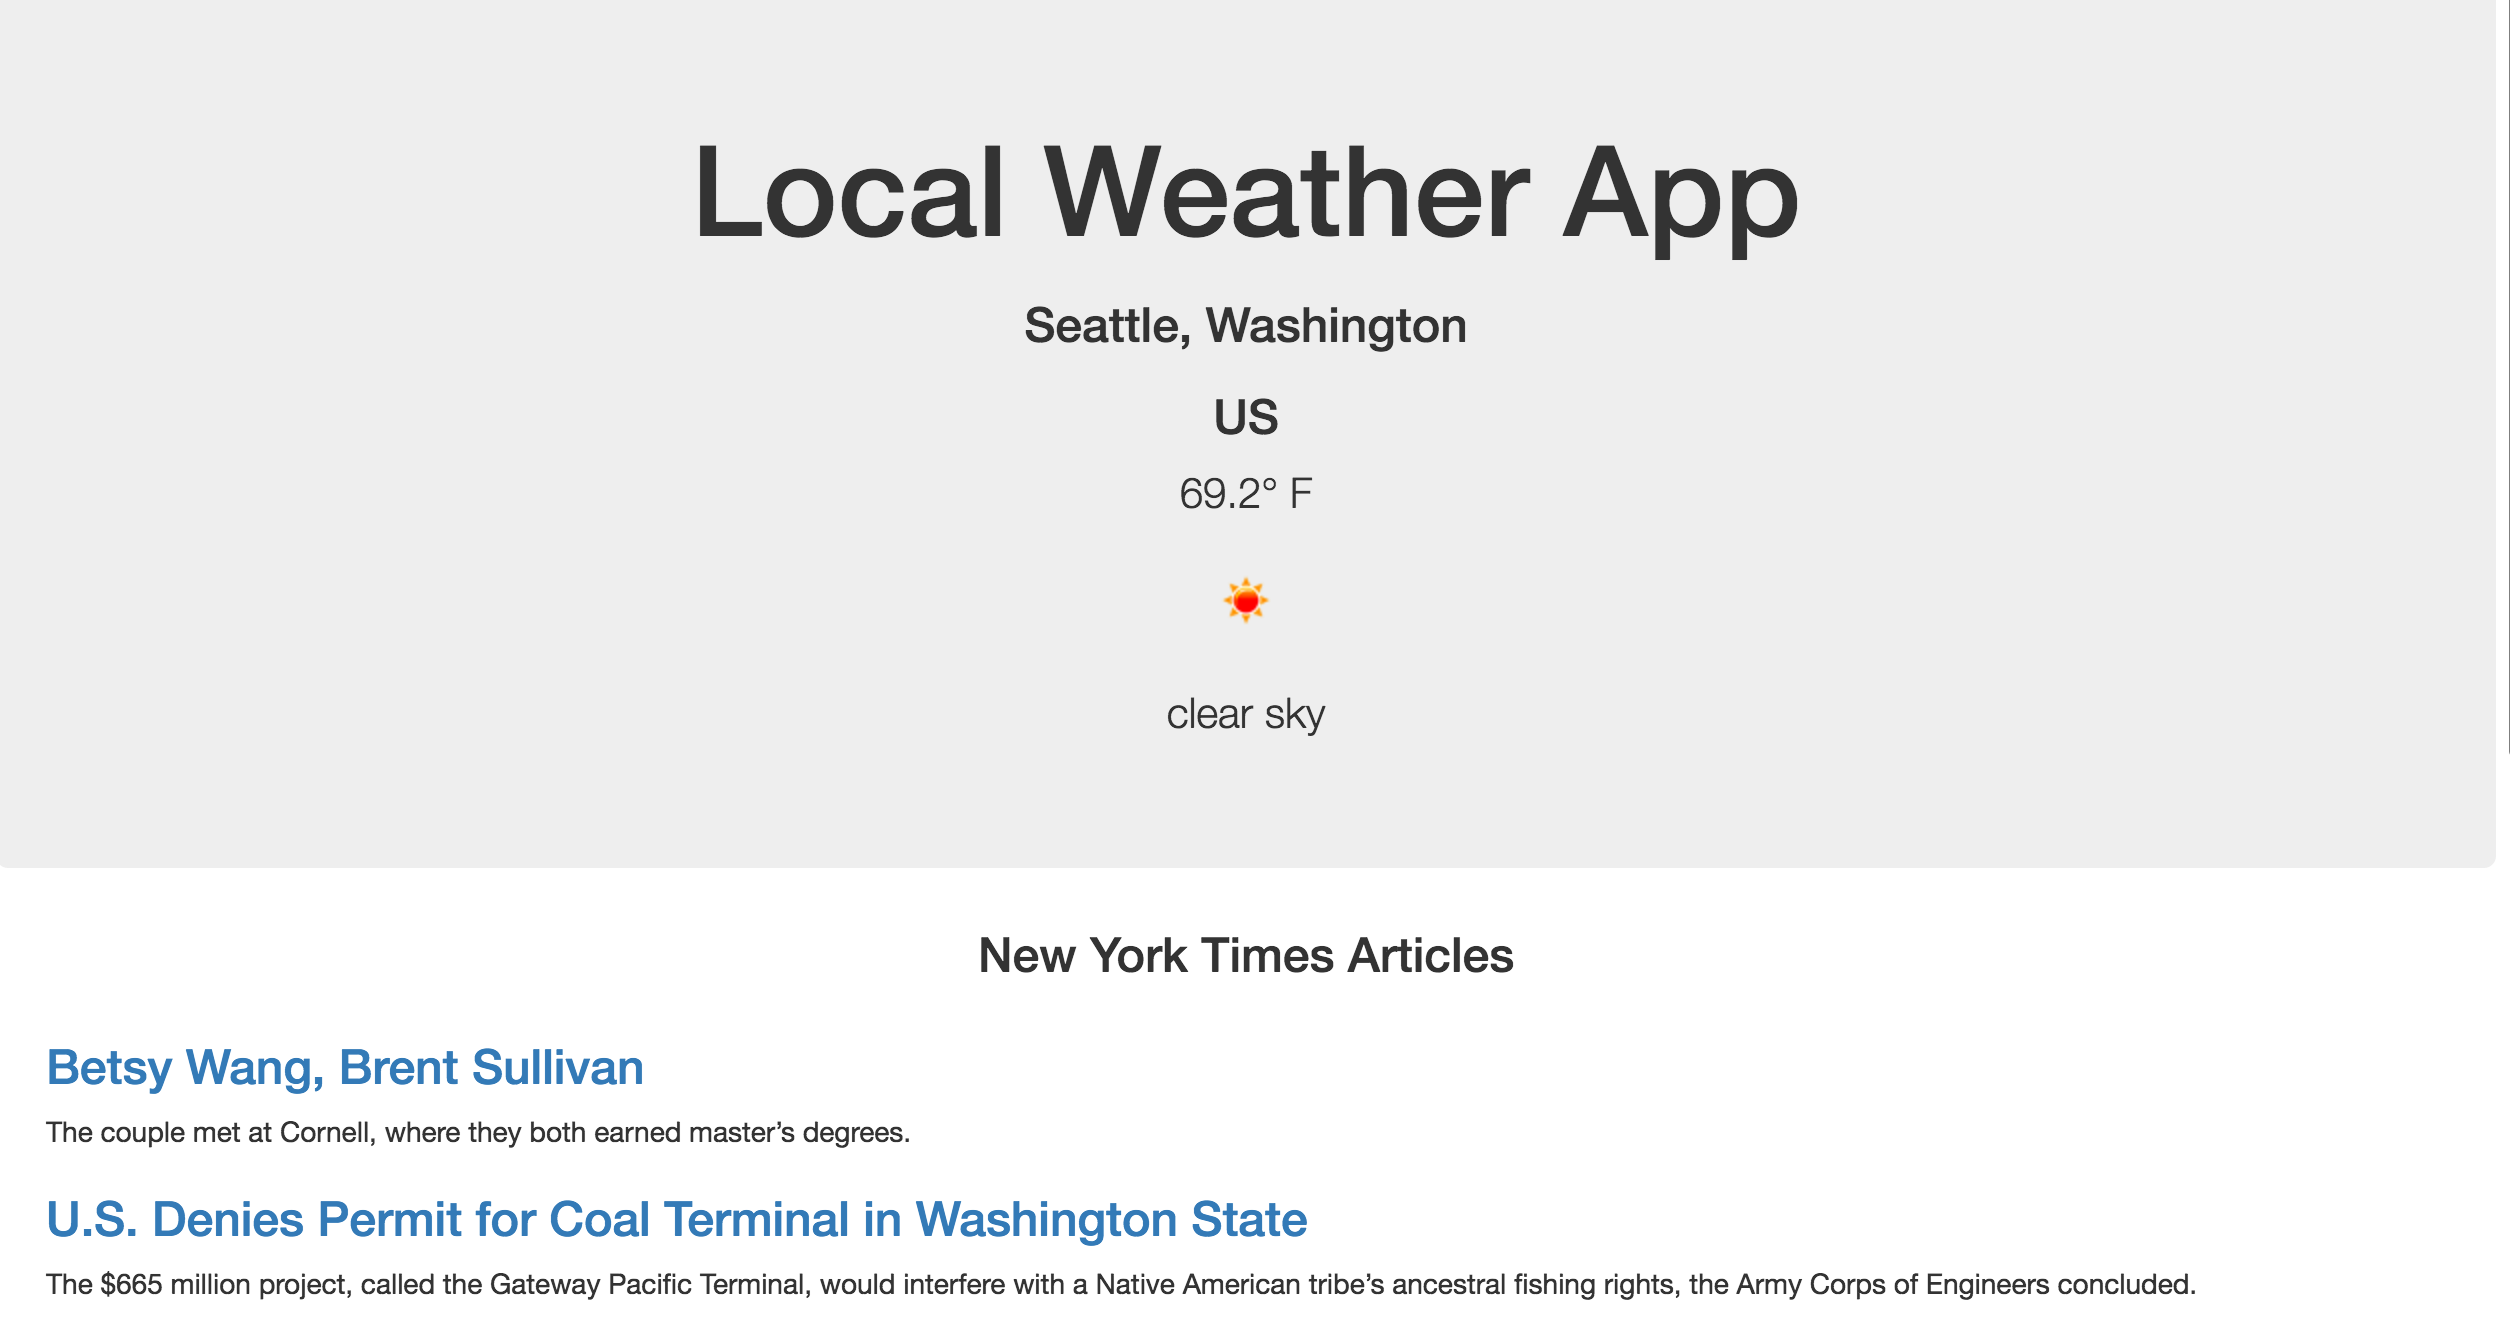 Local Weather App
Seattle, Washington
US
69.2° F
clear sky
New York Times Articles
Betsy Wang, Brent Sullivan
The couple met at Cornell, where they both earned master’s degrees.
U.S. Denies Permit for Coal Terminal in Washington State
The $665 million project, called the Gateway Pacific Terminal, would interfere with a Native American tribe’s ancestral fishing rights, the Army Corps of Engineers concluded.